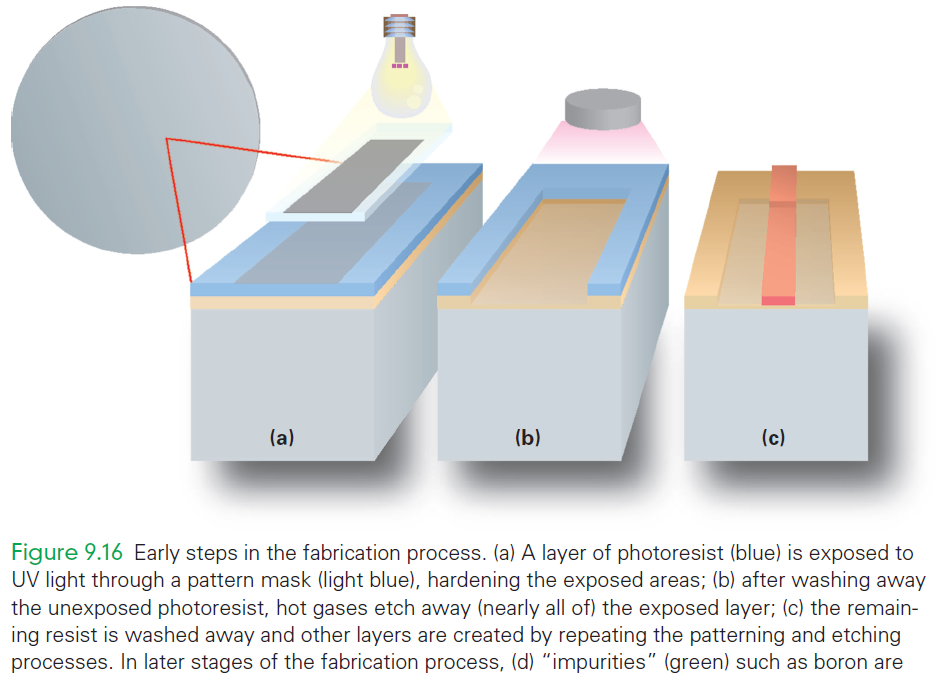 (a)
(b)
(c)
Figure 9.16 Early steps in the fabrication process. (a) A layer of photoresist (blue) is exposed to
UV light through a pattern mask (light blue), hardening the exposed areas; (b) after washing away
the unexposed photoresist, hot gases etch away (nearly all of) the exposed layer; (c) the remain-
ing resist is washed away and other layers are created by repeating the patterning and etching
processes. In later stages of the fabrication process, (d) “impurities” (green) such as boron are